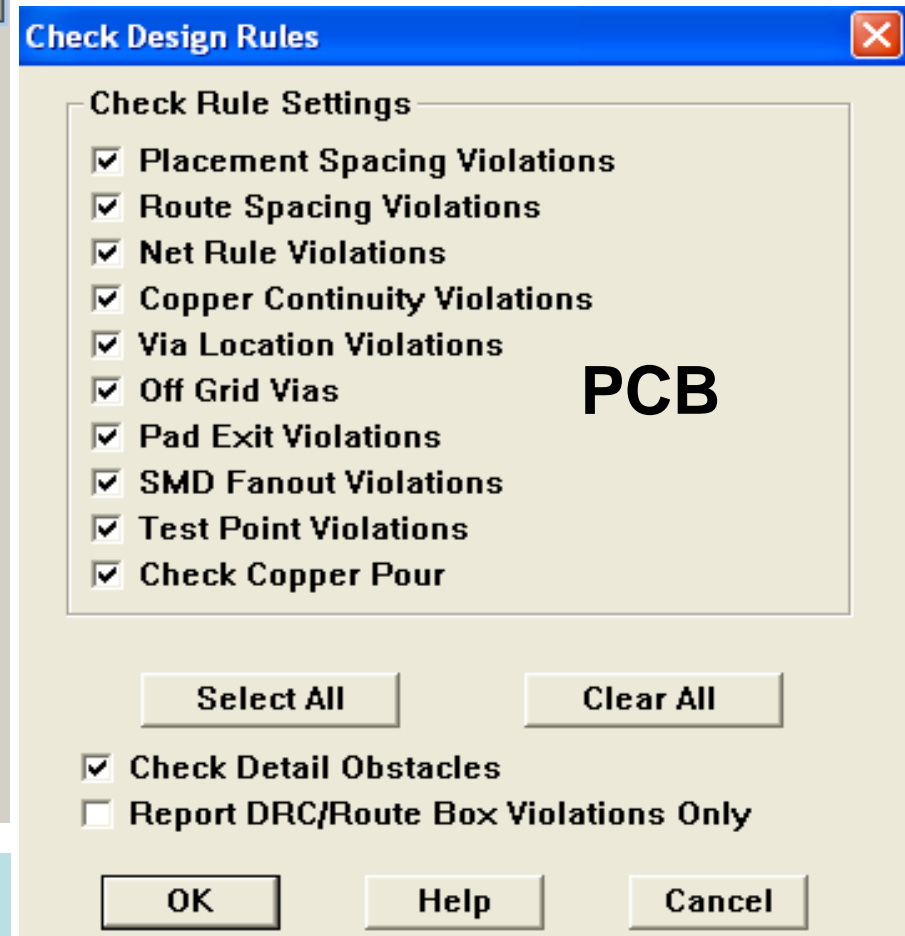 Check Design Rules
Check Rule Settings
Placement Spacing Violations
Route Spacing Violations
Net Rule Violations
Copper Continuity Violations
Via Location Violations
Off Grid Vias
PCB
Pad Exit Violations
SMD Fanout Violations
Test Point Violations
Check Copper Pour
Select All Clear All
Check Detail Obstacles
Report DRC/Route Box Violations Only
OK Help Cancel